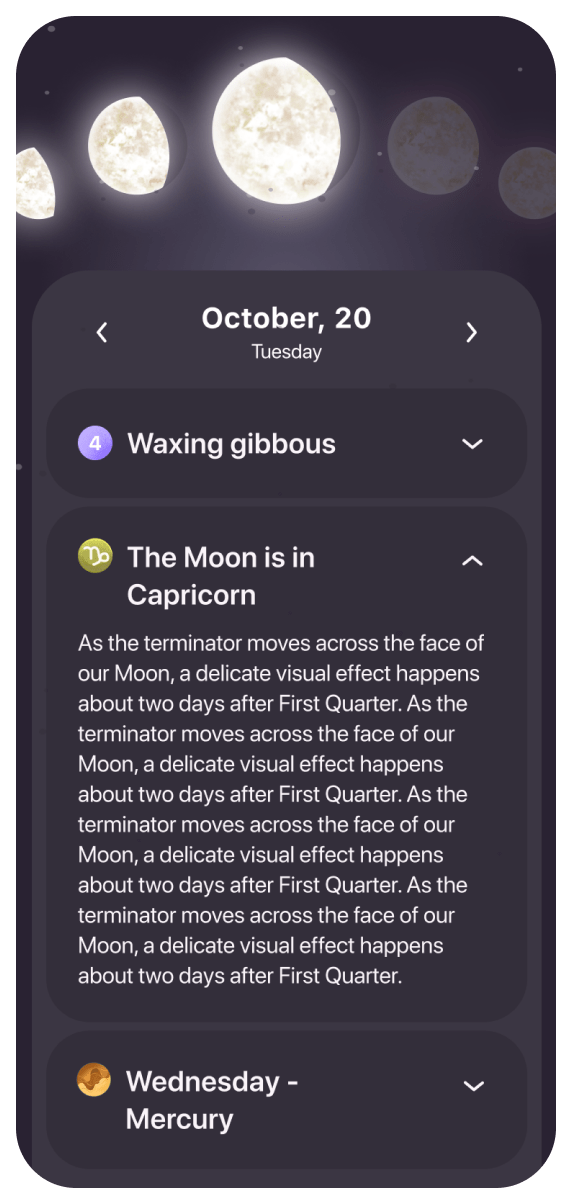 October, 20
Tuesday
4 Waxing gibbous
The Moon is in
Capricorn
As the terminator moves across the face of
our Moon, a delicate visual effect happens
about two days after First Quarter. As the
terminator moves across the face of our
Moon, a delicate visual effect happens
about two days after First Quarter. As the
terminator moves across the face of our
Moon, a delicate visual effect happens
about two days after First Quarter. As the
terminator moves across the face of our
Moon, a delicate visual effect happens
about two days after First Quarter.
Wednesday -
Mercury